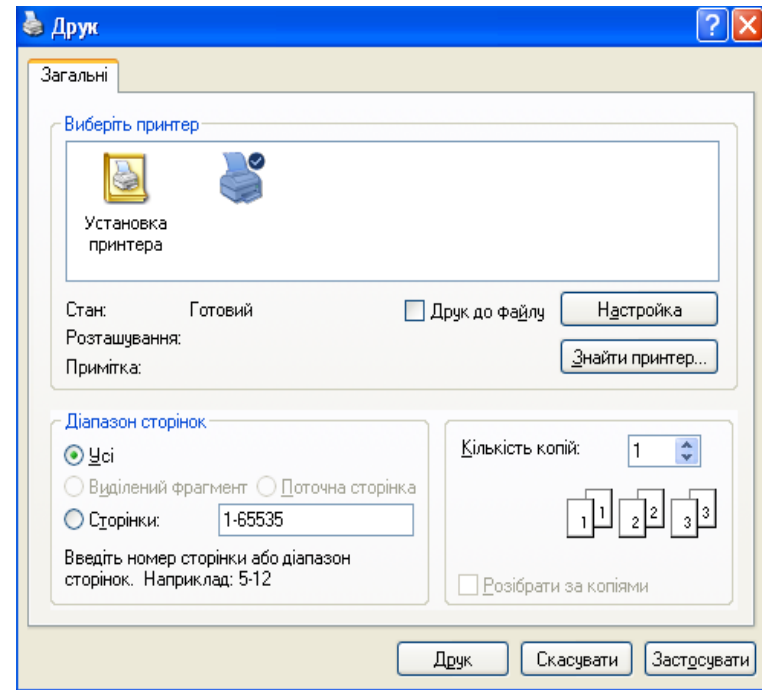 Друк
Загальні
Виберіть принтер
Установка
принтера
Стан: Готовий
Друк до файлу
Настройка
Розташування:
Примітка:
Знайти принтер...
Діапазон сторінок
Усі
Виділений фрагмент Поточна сторінка
Сторінки: 1-65535
Введіть номер сторінки або діапазон
сторінок. Наприклад: 5-12
Кількість копій: 1
1 1 2 2 3 3
Розібрати за копіями
Друк Скасувати Застосувати